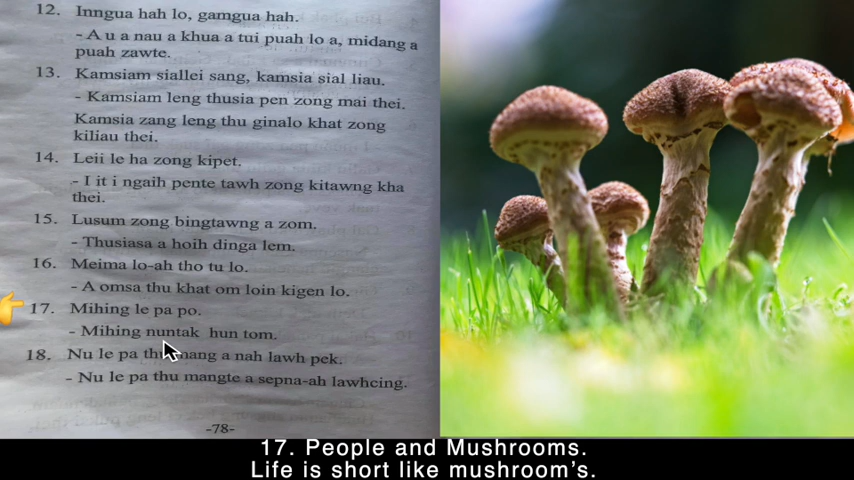 12. Inngua hah lo, gamgua hah.
- A u a nau a khua a tui puah lo a, midang a
puah zawte.
13. Kamsiam siallei sang, kamsia sial liau.
- Kamsiam leng thusia pen zong mai thei.
Kamsia zang leng thu ginalo khat zong
kiliau thei.
14. Leii le ha zong kipet.
- I it i ngaih pente tawh zong kitawng kha
thei.
15. Lusum zong bingtawng a zom.
- Thusiasa a hoih dinga lem.
16. Meima lo-ah tho tu lo.
- A omsa thu khat om loin kigen lo.
17. Mihing le pa po.
- Mihing nuntak hun tom.
18. Nu le pa thu mang a nah lawh pek.
- Nu le pa thu mangte a sepna-ah lawhcing.
-78-
17. People and Mushrooms.
Life is short like mushroom's.